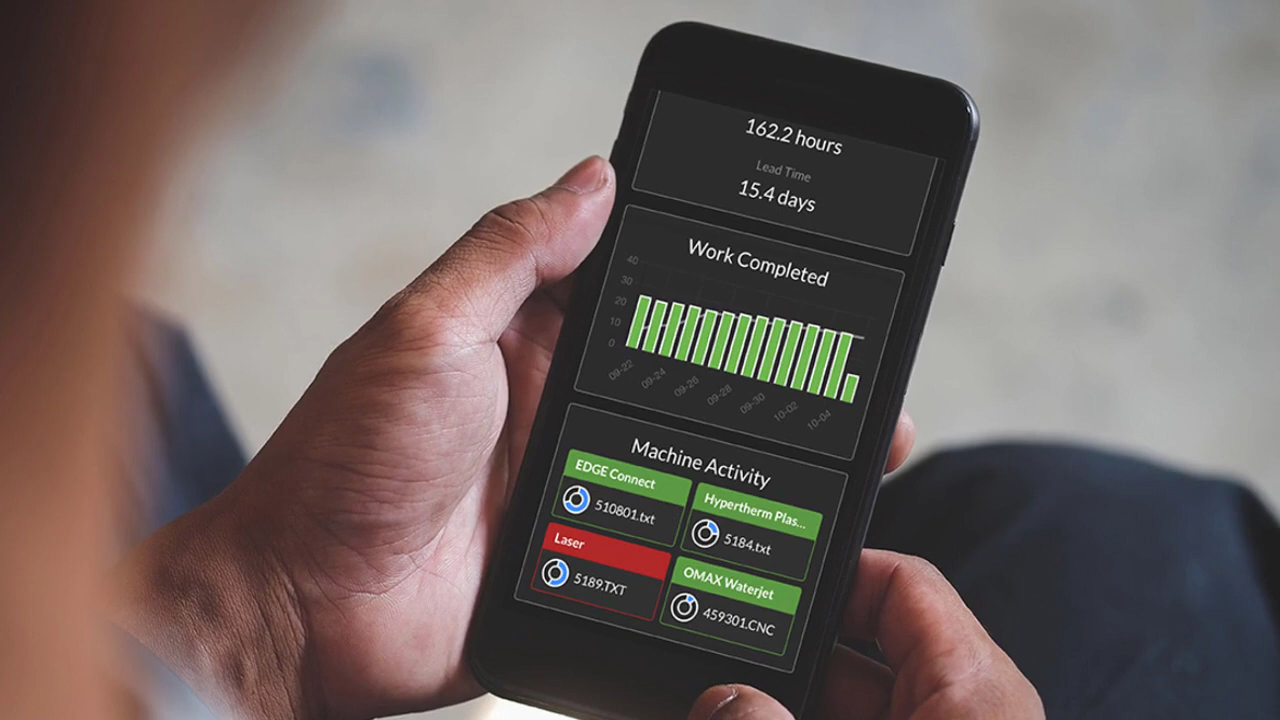 162.2 hours
Lead Time
15.4 days
Work Completed
40
30
20
10
0
09-22
09-24
09-26
09-28
09-30
10-02
10-04
Machine Activity
EDGE Connect
510801.txt
Hypertherm Plas...
5184.txt
Laser
5189.TXT
OMAX Waterjet
459301.CNC